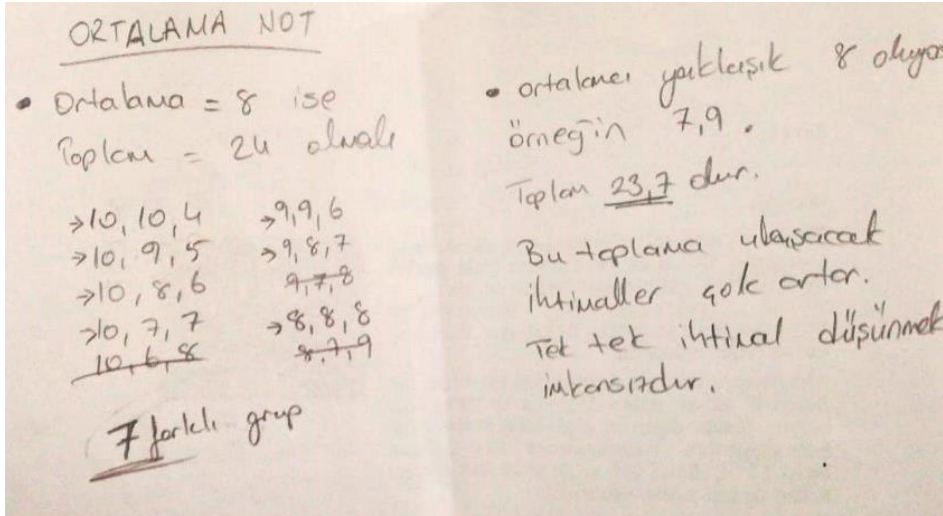 ORTALAMA NOT
• Ortalama = 8 ise
Toplam = 24 olmalı
→10, 10, 4
→10, 9, 5
→10, 8, 6
→10, 7, 7
10, 6, 8
→9, 9, 6
→9, 8, 7
9, 7, 8
→8, 8, 8
8, 7, 9
7 farklı grup
• ortalama yaklaşık 8 oluyo
örneğin 7,9.
Toplam 23,7 dur.
Bu toplama ulaşacak
ihtimaller çok artar.
Tek tek ihtimal düşünmek
imkansızdır.